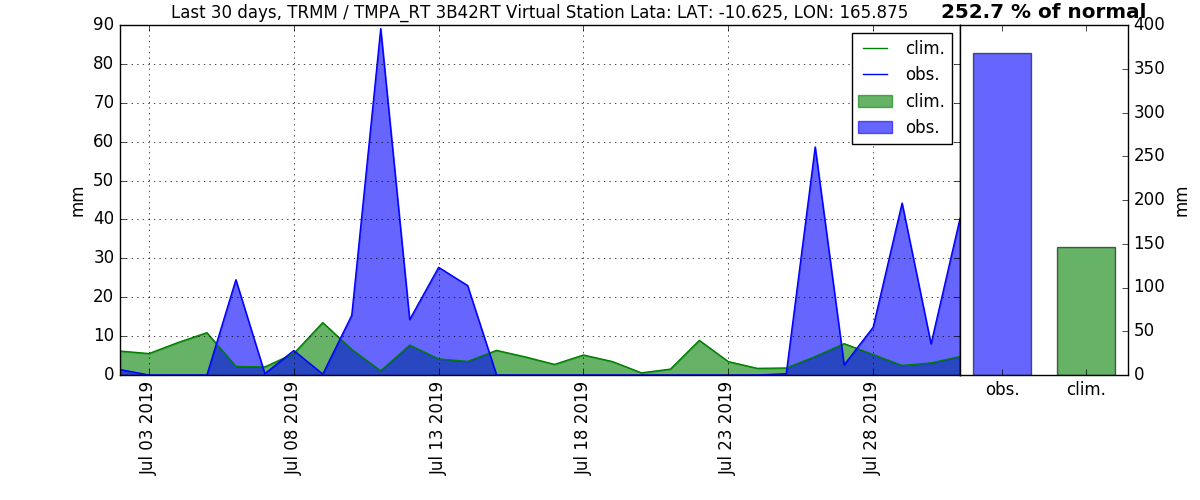 Last 30 days, TRMM / TMPA_RT 3B42RT Virtual Station Lata: LAT: -10.625, LON: 165.875
252.7 % of normal
90
80
70
60
50
40
30
20
10
0
mm
clim.
obs.
clim.
obs.
Jul 03 2019
Jul 08 2019
Jul 13 2019
Jul 18 2019
Jul 23 2019
Jul 28 2019
400
350
300
250
200
150
100
50
0
mm
obs.
clim.